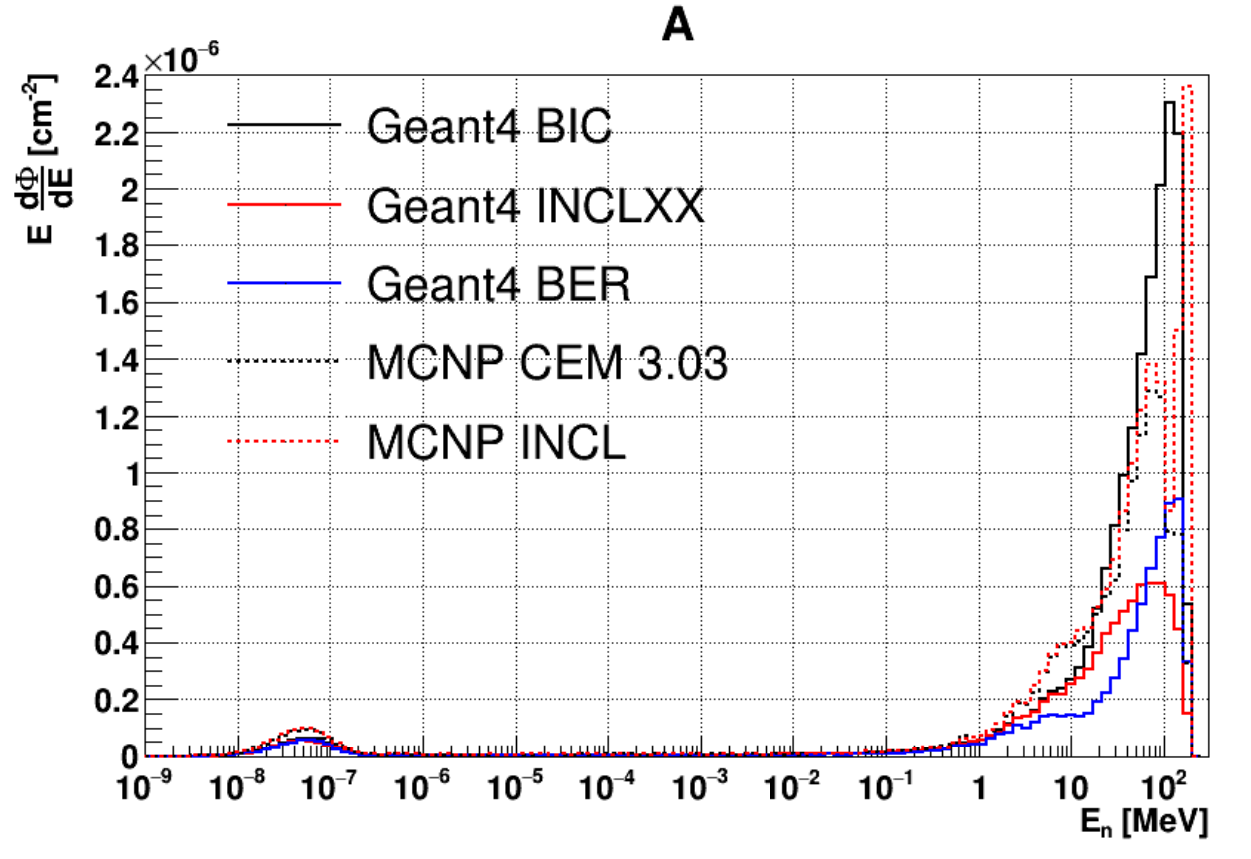 A
×10⁻⁶
E dΦ/dE [cm⁻²]
2.4
2.2
2
1.8
1.6
1.4
1.2
1
0.8
0.6
0.4
0.2
0
Geant4 BIC
Geant4 INCLXX
Geant4 BER
MCNP CEM 3.03
MCNP INCL
10⁻⁹ 10⁻⁸ 10⁻⁷ 10⁻⁶ 10⁻⁵ 10⁻⁴ 10⁻³ 10⁻² 10⁻¹ 1 10 10²
Eₙ [MeV]